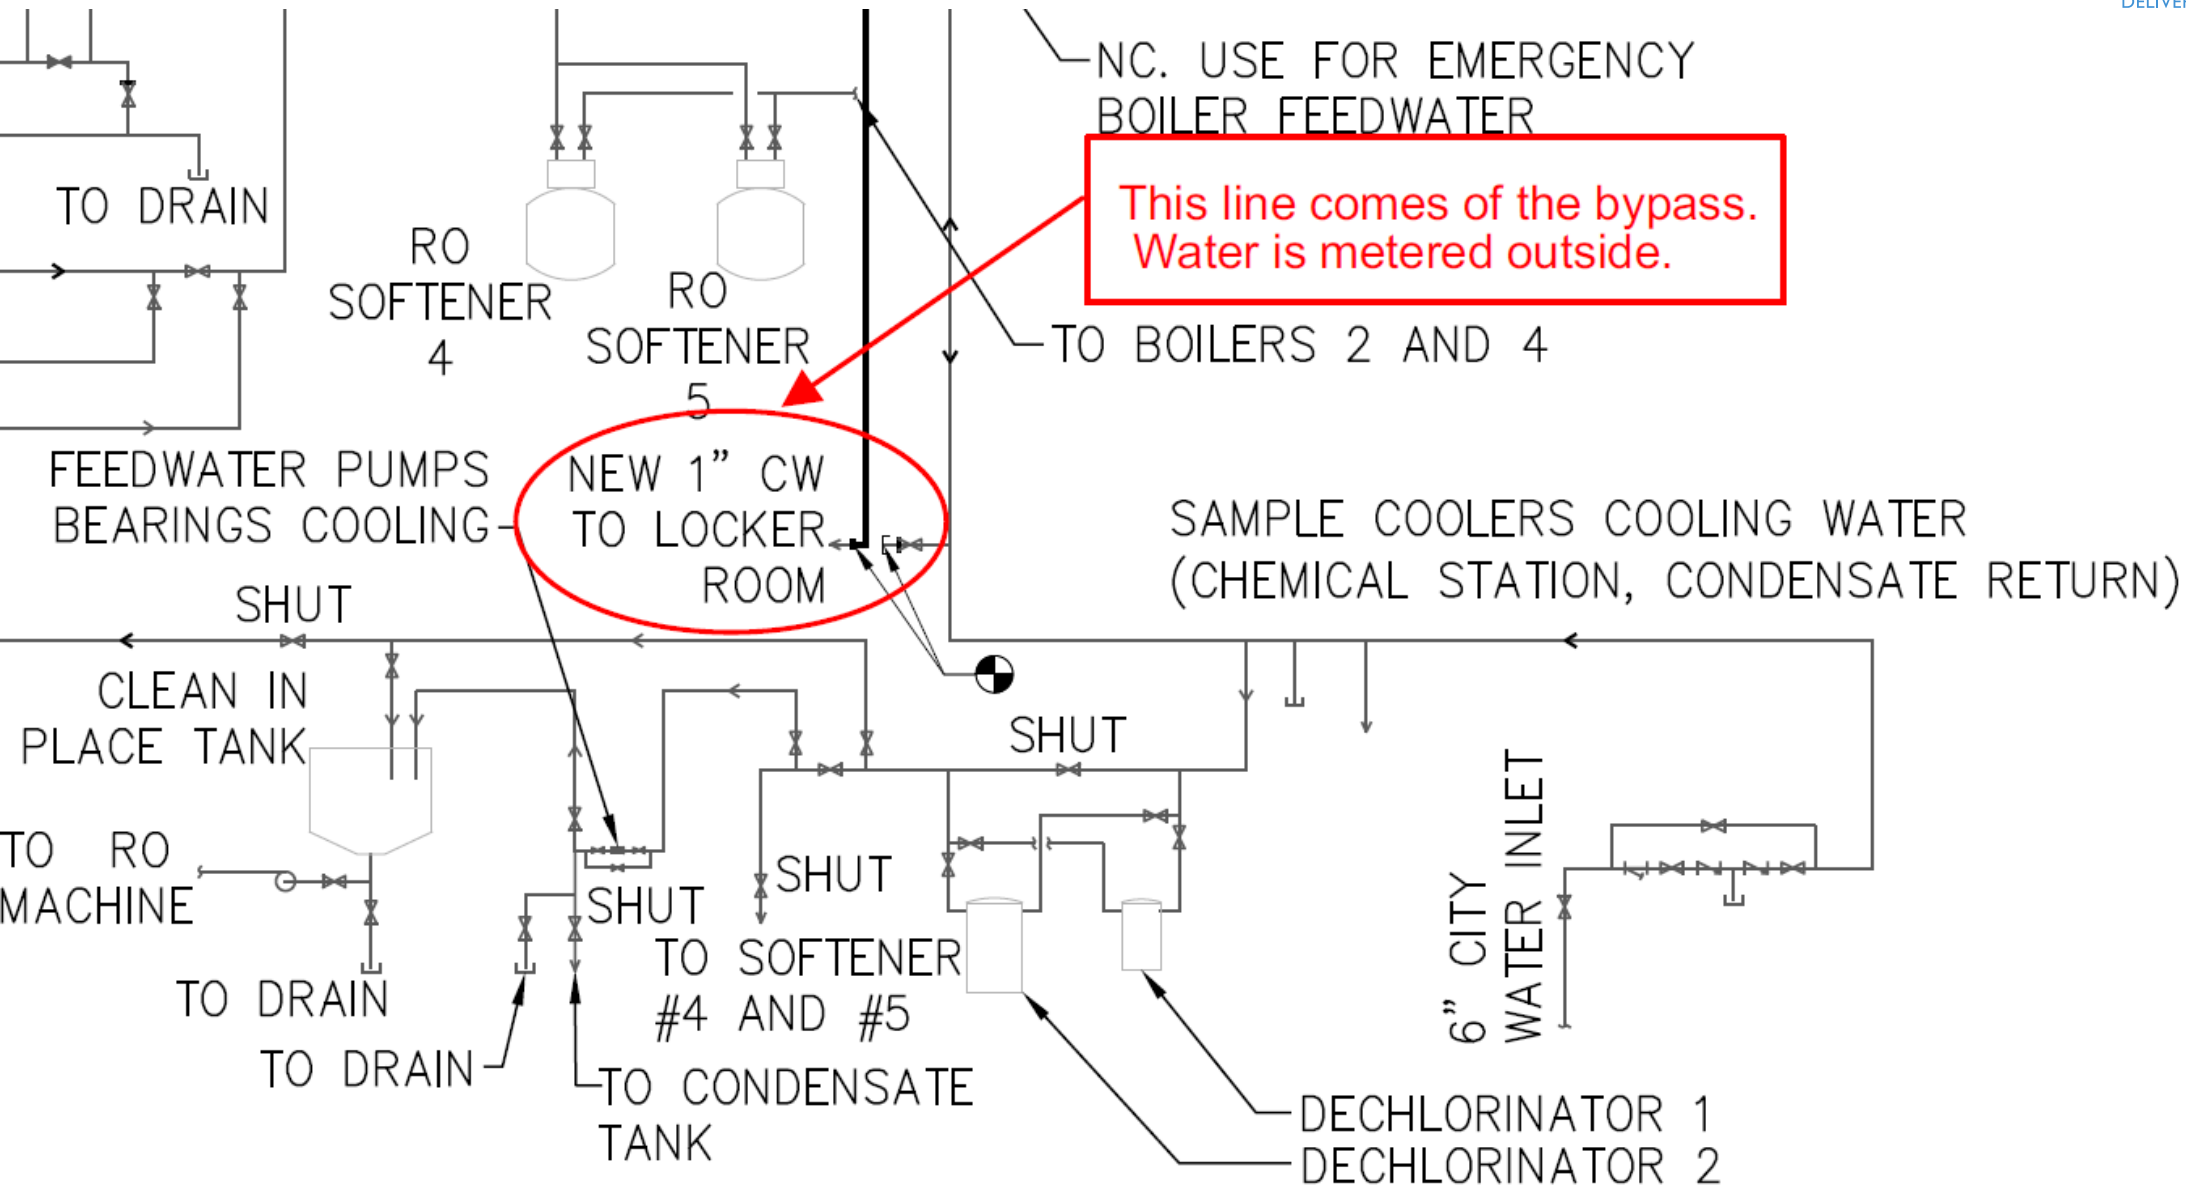 NC. USE FOR EMERGENCY
BOILER FEEDWATER
This line comes of the bypass.
Water is metered outside.
TO DRAIN
RO
SOFTENER
4
RO
SOFTENER
5
TO BOILERS 2 AND 4
FEEDWATER PUMPS
BEARINGS COOLING
NEW 1” CW
TO LOCKER
ROOM
SAMPLE COOLERS COOLING WATER
(CHEMICAL STATION, CONDENSATE RETURN)
SHUT
CLEAN IN
PLACE TANK
SHUT
TO RO
MACHINE
SHUT
SHUT
6” CITY
WATER INLET
TO SOFTENER
#4 AND #5
TO DRAIN
TO DRAIN
TO CONDENSATE
TANK
DECHLORINATOR 1
DECHLORINATOR 2